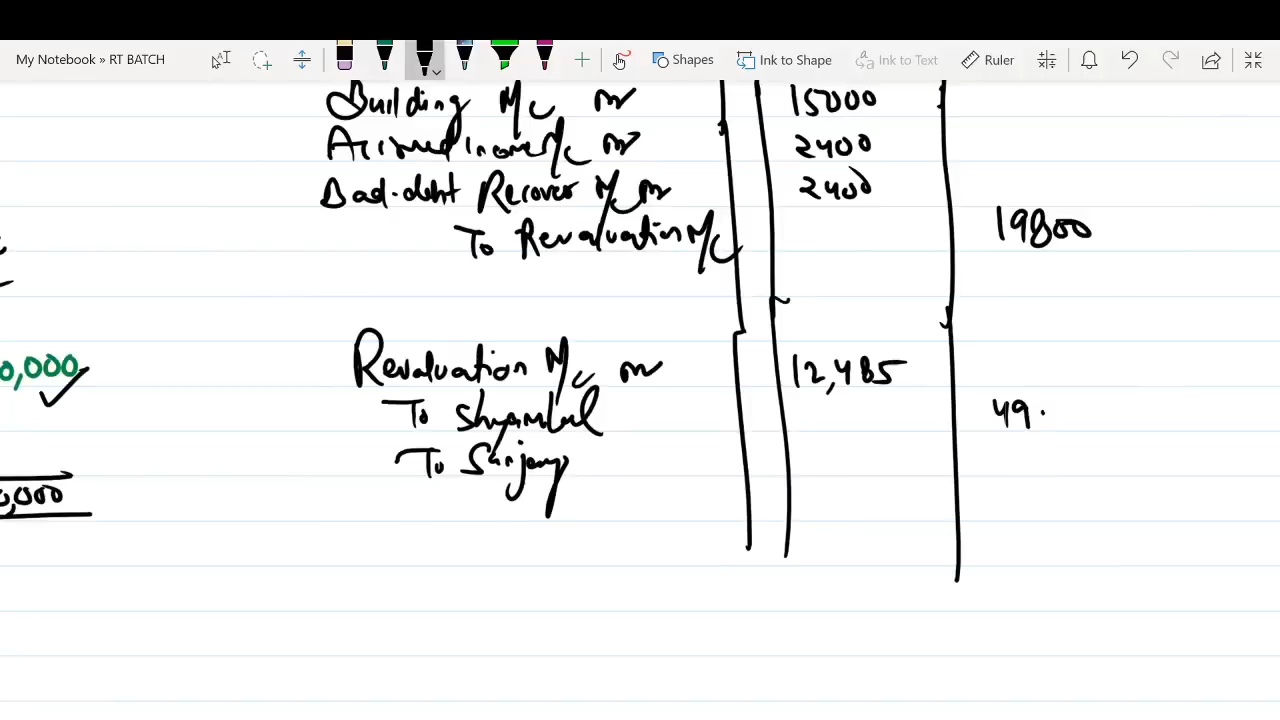 My Notebook » RT BATCH Shapes Ink to Shape Ink to Text Ruler
Building A/c Dr 15000
Accrued Income A/c Dr 2400
Bad-debt Recover A/c Dr 2400
To Revaluation A/c 19800
0,000
Revaluation A/c Dr 12,485
To Shyamlal 49.
To Sanjay
0,000